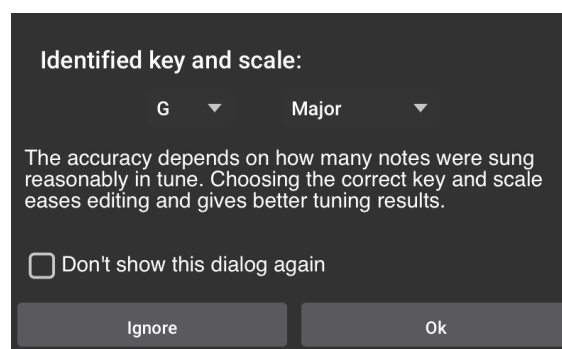 Identified key and scale:
G Major
The accuracy depends on how many notes were sung
reasonably in tune. Choosing the correct key and scale
eases editing and gives better tuning results.
Don't show this dialog again
Ignore Ok